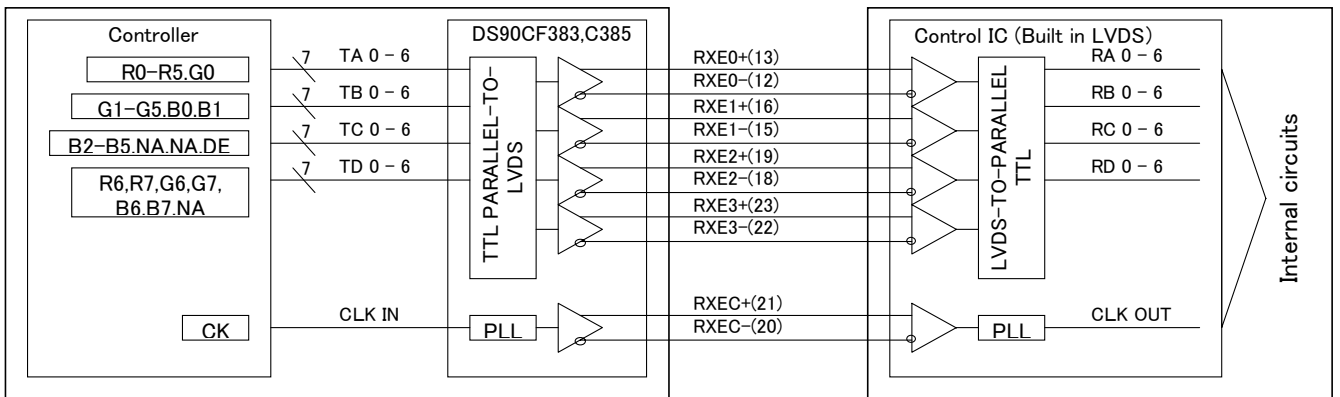 Controller
R0-R5.G0
G1-G5.B0.B1
B2-B5.NA.NA.DE
R6,R7,G6,G7,
B6.B7.NA
CK
7
TA 0 - 6
7
TB 0 - 6
7
TC 0 - 6
7
TD 0 - 6
CLK IN
DS90CF383,C385
TTL PARALLEL-TO-
LVDS
PLL
RXE0+(13)
RXE0-(12)
RXE1+(16)
RXE1-(15)
RXE2+(19)
RXE2-(18)
RXE3+(23)
RXE3-(22)
RXEC+(21)
RXEC-(20)
Control IC (Built in LVDS)
LVDS-TO-PARALLEL
TTL
PLL
RA 0 - 6
RB 0 - 6
RC 0 - 6
RD 0 - 6
CLK OUT
Internal circuits